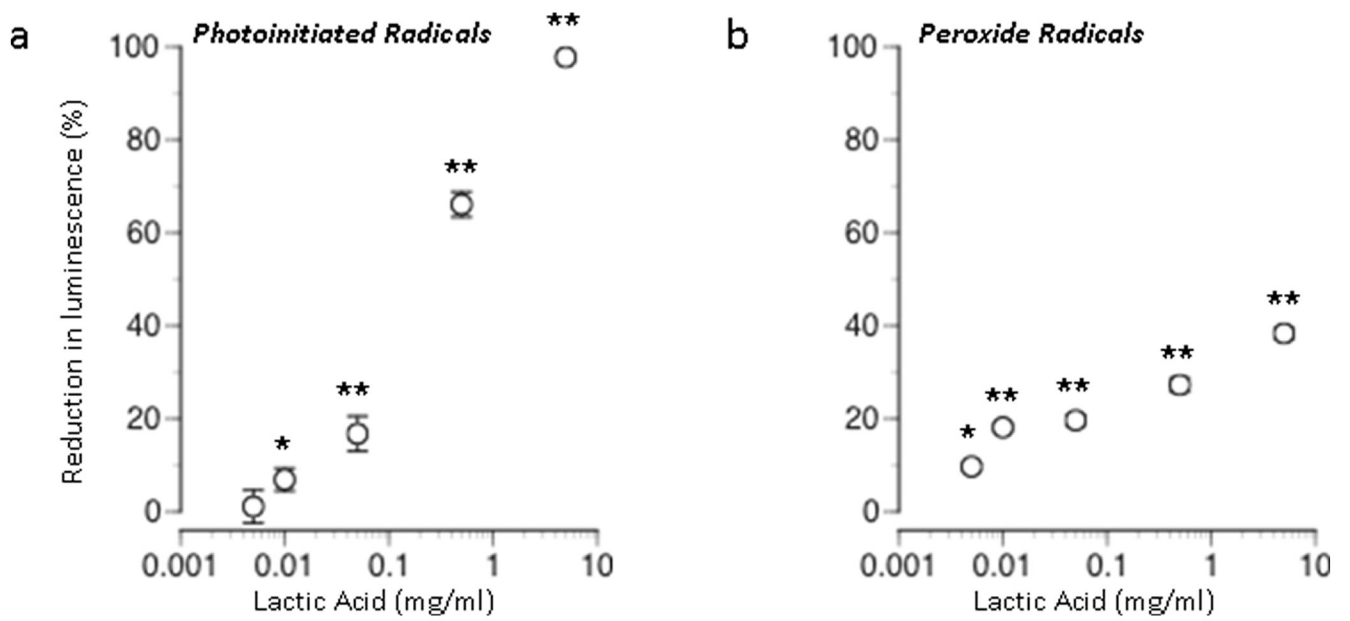 a
Photoinitiated Radicals
**
100
80
**
60
40
**
20
*
0
0.001 0.01 0.1 1 10
Lactic Acid (mg/ml)
Reduction in luminescence (%)
b
Peroxide Radicals
100
80
60
**
40
**
**
**
20
*
0
0.001 0.01 0.1 1 10
Lactic Acid (mg/ml)